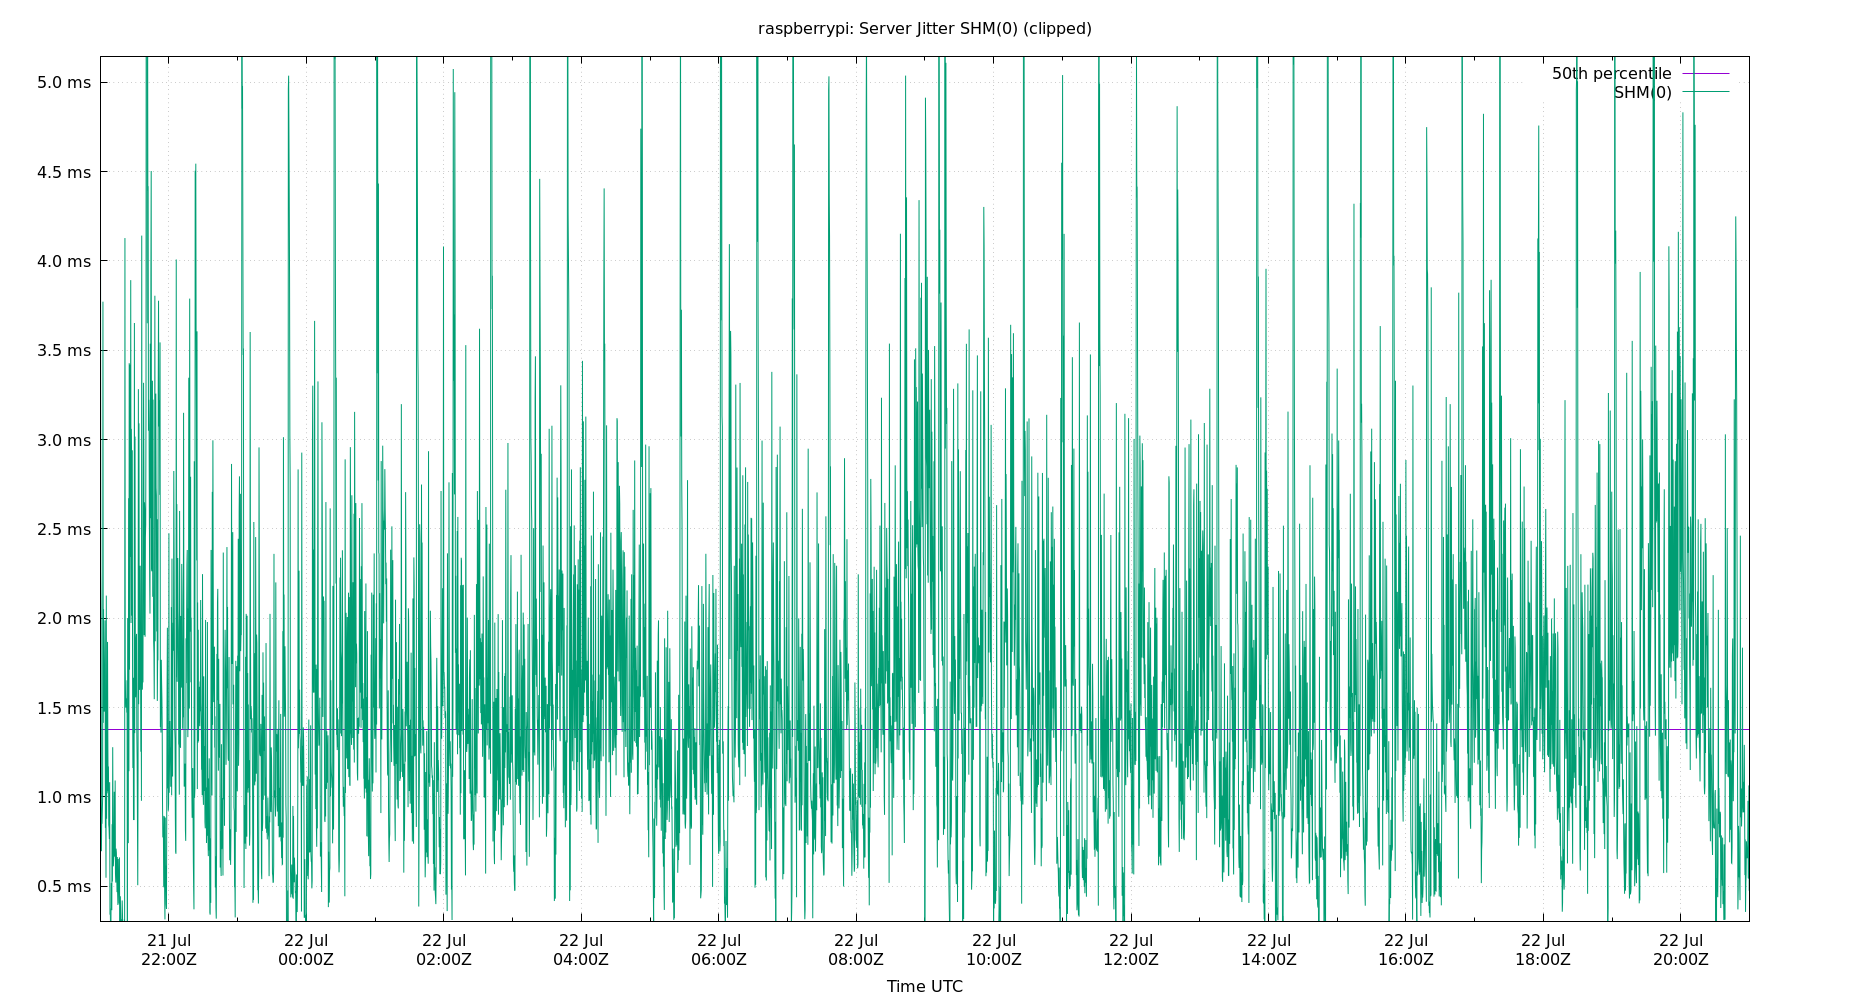 raspberrypi: Server Jitter SHM(0) (clipped)
50th percentile
SHM(0)
5.0 ms
4.5 ms
4.0 ms
3.5 ms
3.0 ms
2.5 ms
2.0 ms
1.5 ms
1.0 ms
0.5 ms
21 Jul 22 Jul 22 Jul 22 Jul 22 Jul 22 Jul 22 Jul 22 Jul 22 Jul 22 Jul 22 Jul 22 Jul
22:00Z 00:00Z 02:00Z 04:00Z 06:00Z 08:00Z 10:00Z 12:00Z 14:00Z 16:00Z 18:00Z 20:00Z
Time UTC